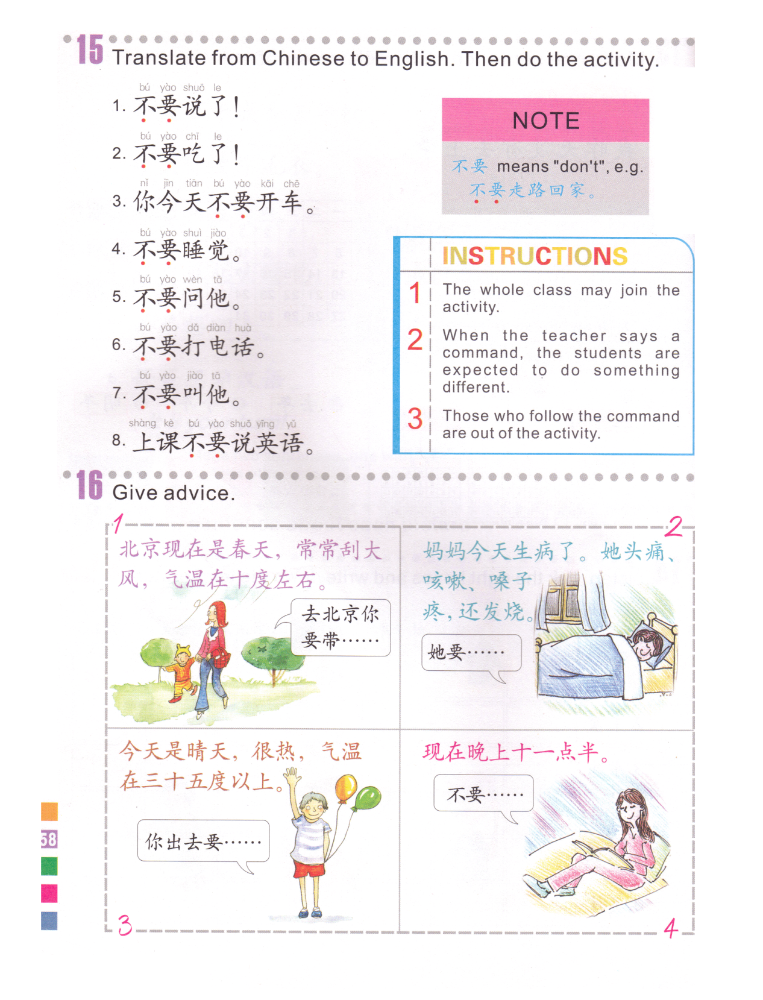 15 Translate from Chinese to English. Then do the activity.
bú yào shuō le
1. 不要说了！
bú yào chī le
2. 不要吃了！
nǐ jīn tiān bú yào kāi chē
3. 你今天不要开车。
bú yào shuì jiào
4. 不要睡觉。
bú yào wèn tā
5. 不要问他。
bú yào dǎ diàn huà
6. 不要打电话。
bú yào jiào tā
7. 不要叫他。
shàng kè bú yào shuō yīng yǔ
8. 上课不要说英语。
NOTE
不要 means "don't", e.g.
不要走路回家。
INSTRUCTIONS
1 The whole class may join the
activity.
2 When the teacher says a
command, the students are
expected to do something
different.
3 Those who follow the command
are out of the activity.
16 Give advice.
1
北京现在是春天，常常刮大
风，气温在十度左右。
去北京你
要带……
2
妈妈今天生病了。她头痛、
咳嗽、嗓子
疼，还发烧。
她要……
今天是晴天，很热，气温
在三十五度以上。
你出去要……
3
现在晚上十一点半。
不要……
4
58